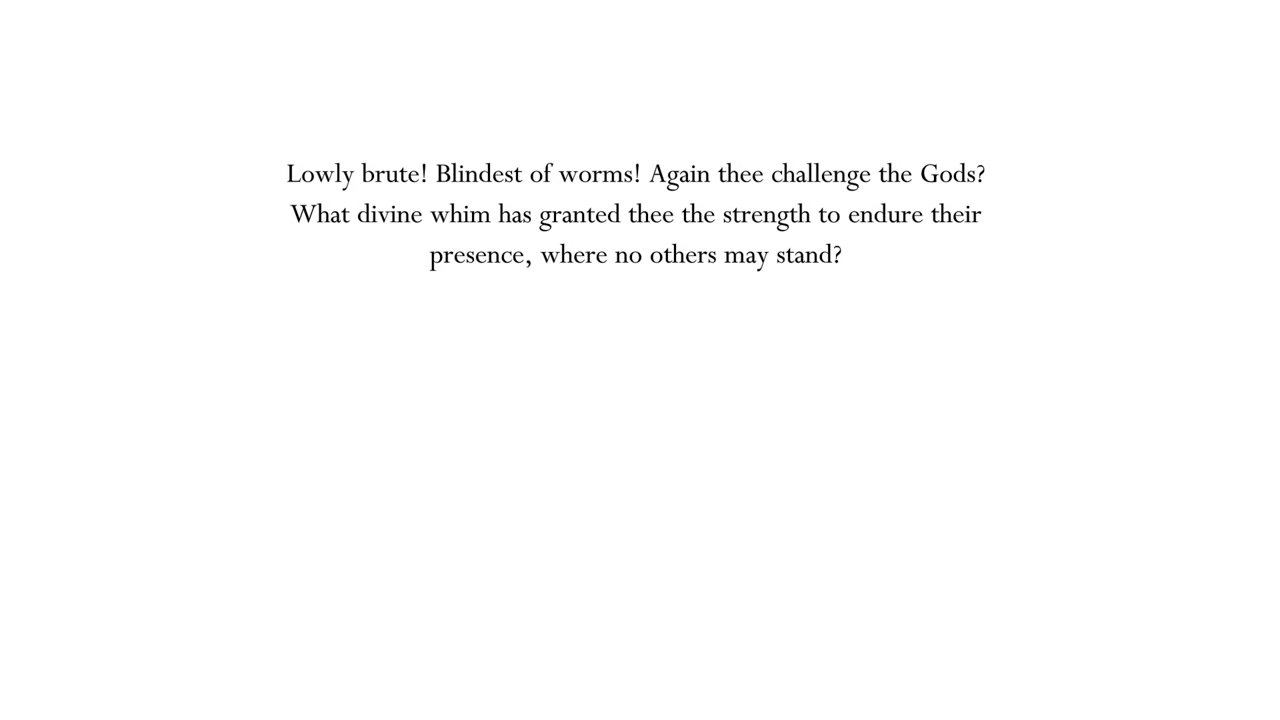 Lowly brute! Blindest of worms! Again thee challenge the Gods?
What divine whim has granted thee the strength to endure their
presence, where no others may stand?